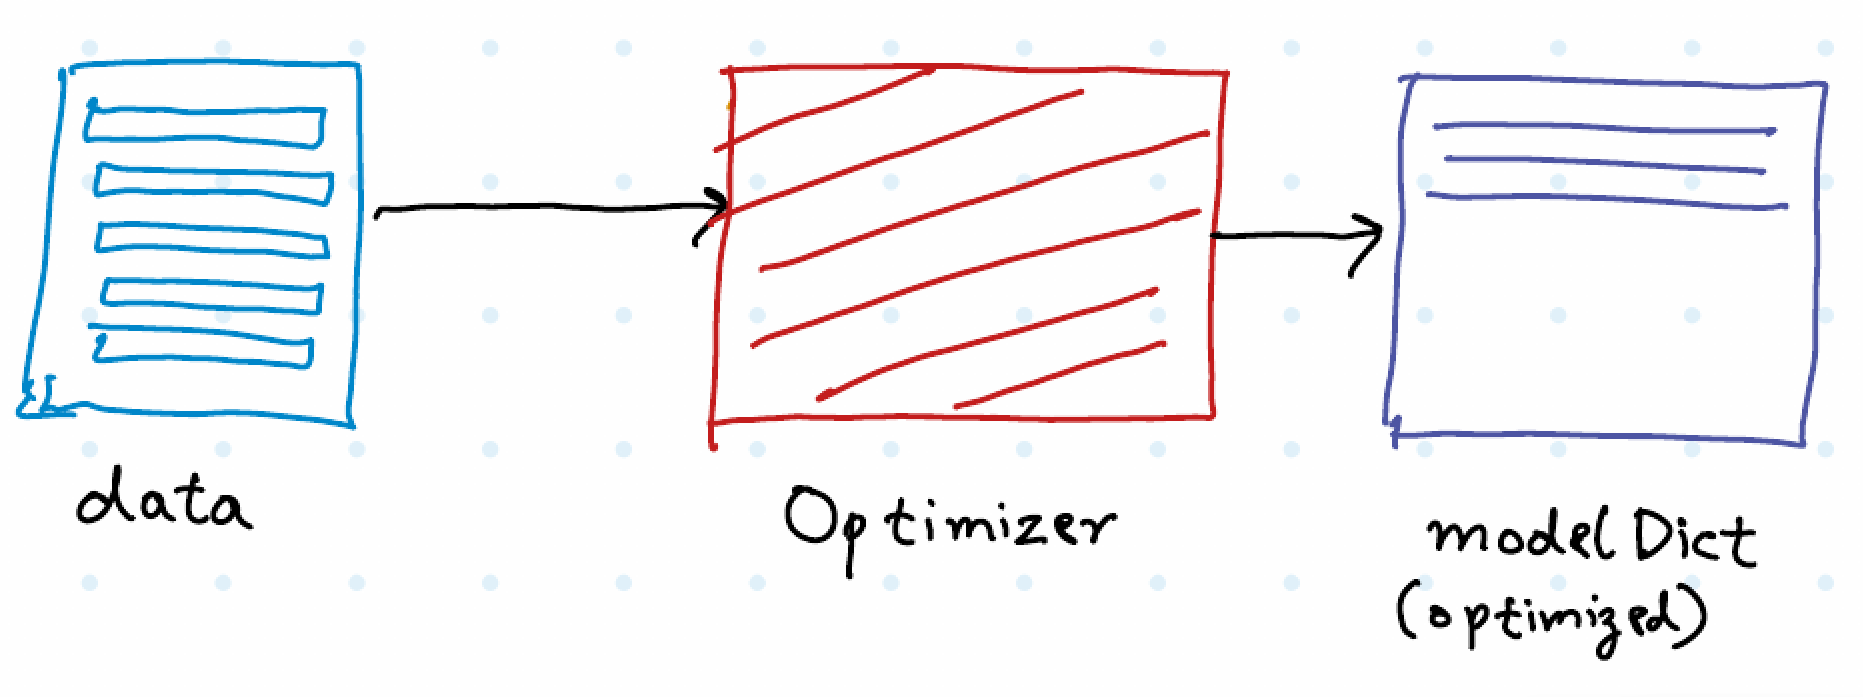 data
Optimizer
model Dict
(optimized)